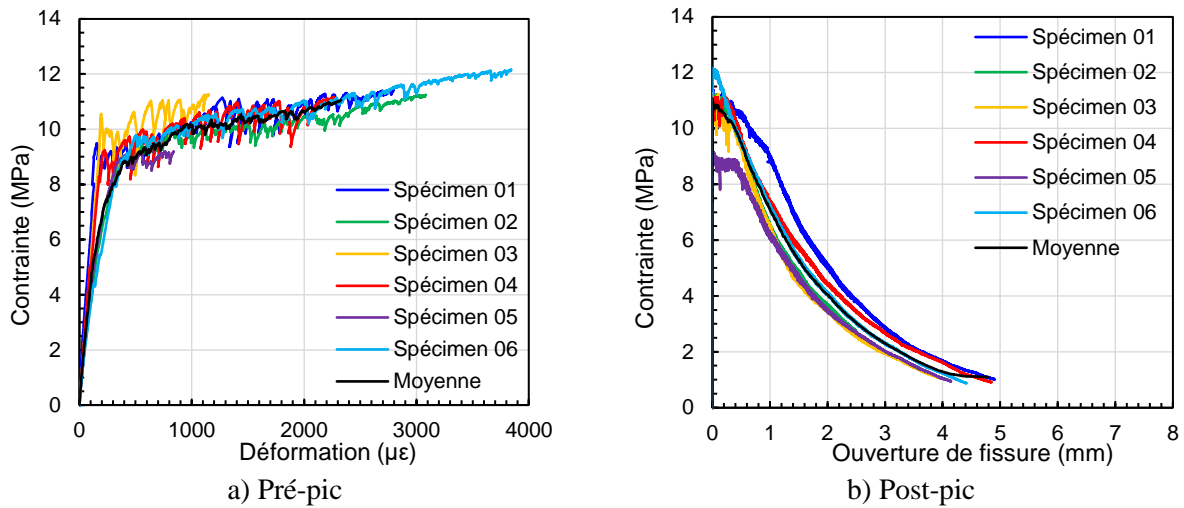 14
12
10
8
6
4
2
0
Contrainte (MPa)
0 1000 2000 3000 4000
Déformation (µε)
Spécimen 01
Spécimen 02
Spécimen 03
Spécimen 04
Spécimen 05
Spécimen 06
Moyenne
a) Pré-pic
14
12
10
8
6
4
2
0
Contrainte (MPa)
0 1 2 3 4 5 6 7 8
Ouverture de fissure (mm)
Spécimen 01
Spécimen 02
Spécimen 03
Spécimen 04
Spécimen 05
Spécimen 06
Moyenne
b) Post-pic